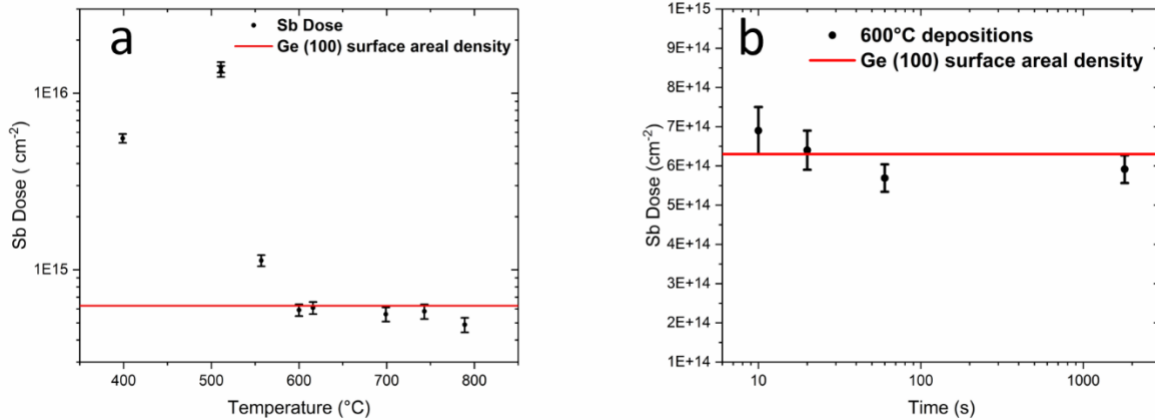 a
Sb Dose
Ge (100) surface areal density
1E16
1E15
Sb Dose ( cm-2)
400 500 600 700 800
Temperature (°C)
b
600°C depositions
Ge (100) surface areal density
1E+15
9E+14
8E+14
7E+14
6E+14
5E+14
4E+14
3E+14
2E+14
1E+14
Sb Dose (cm-2)
10 100 1000
Time (s)